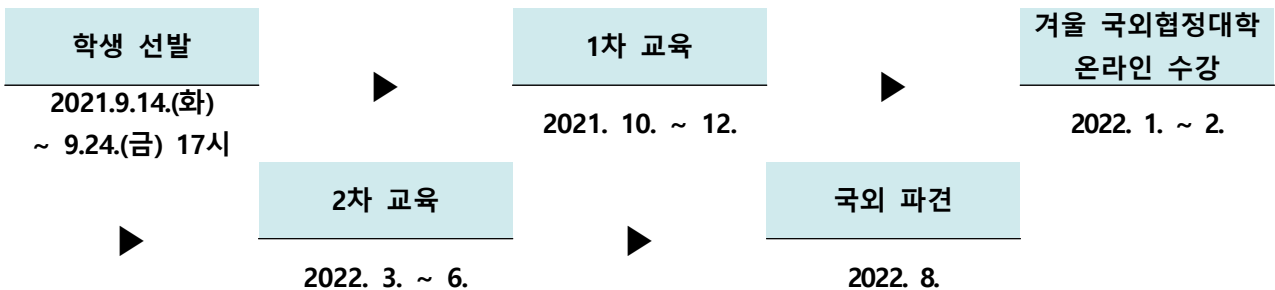 학생 선발
2021.9.14.(화)
~ 9.24.(금) 17시
▶
1차 교육
2021. 10. ~ 12.
▶
겨울 국외협정대학
온라인 수강
2022. 1. ~ 2.
▶
2차 교육
2022. 3. ~ 6.
▶
국외 파견
2022. 8.